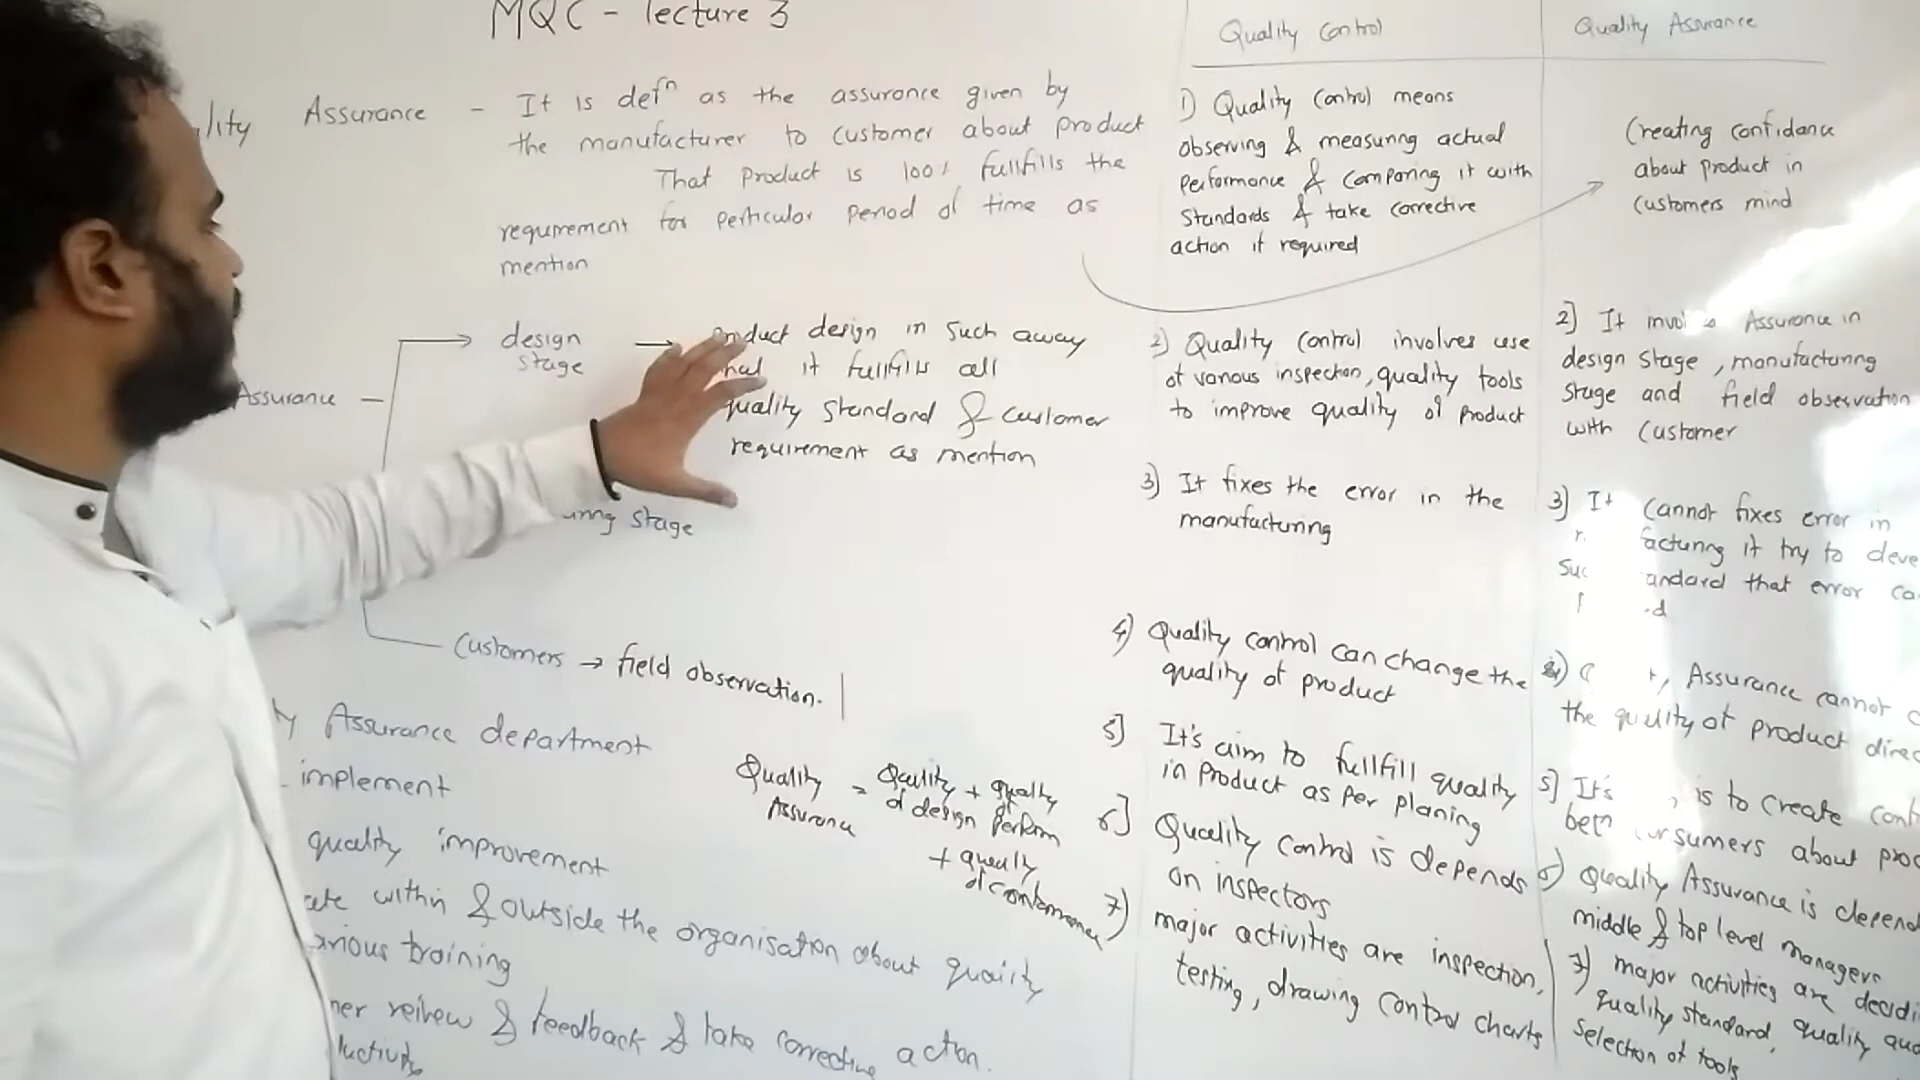 MQC - lecture 3
Assurance - It is defⁿ as the assurance given by
the manufacturer to customer about product
That product is 100% fullfills the
requirement for perticular period of time as
mention
design
stage
product design in such away
it fullfills all
quality standard & customer
requirement as mention
Assurance
stage
Customers → field observation.
Assurance department
implement
quality improvement
within & outside the organisation about quality
training
review & feedback & take corrective action.
Quality Assurance = Quality of design + quality of perform
+ quality of conformance
Quality Control
1) Quality Control means
observing & measuring actual
performance & comparing it with
standards & take corrective
action if required
2) Quality Control involves use
of various inspection, quality tools
to improve quality of product
3) It fixes the error in the
manufacturing
4) Quality control can change the
quality of product
5] It's aim to fullfill quality
in product as per planing
6] Quality control is depends
on inspectors
7) major activities are inspection,
testing, drawing control charts
Quality Assurance
Creating confidance
about product in
customers mind
2] It Assurance in
design stage, manufacturing
stage and field observation
with customer
3] It cannot fixes error in
it try to
that error
Assurance cannot
the quality of product
5] It's is to create
about
6) Quality Assurance is
middle & top level managers
7) major activities are
quality standard, quality
selection of tools